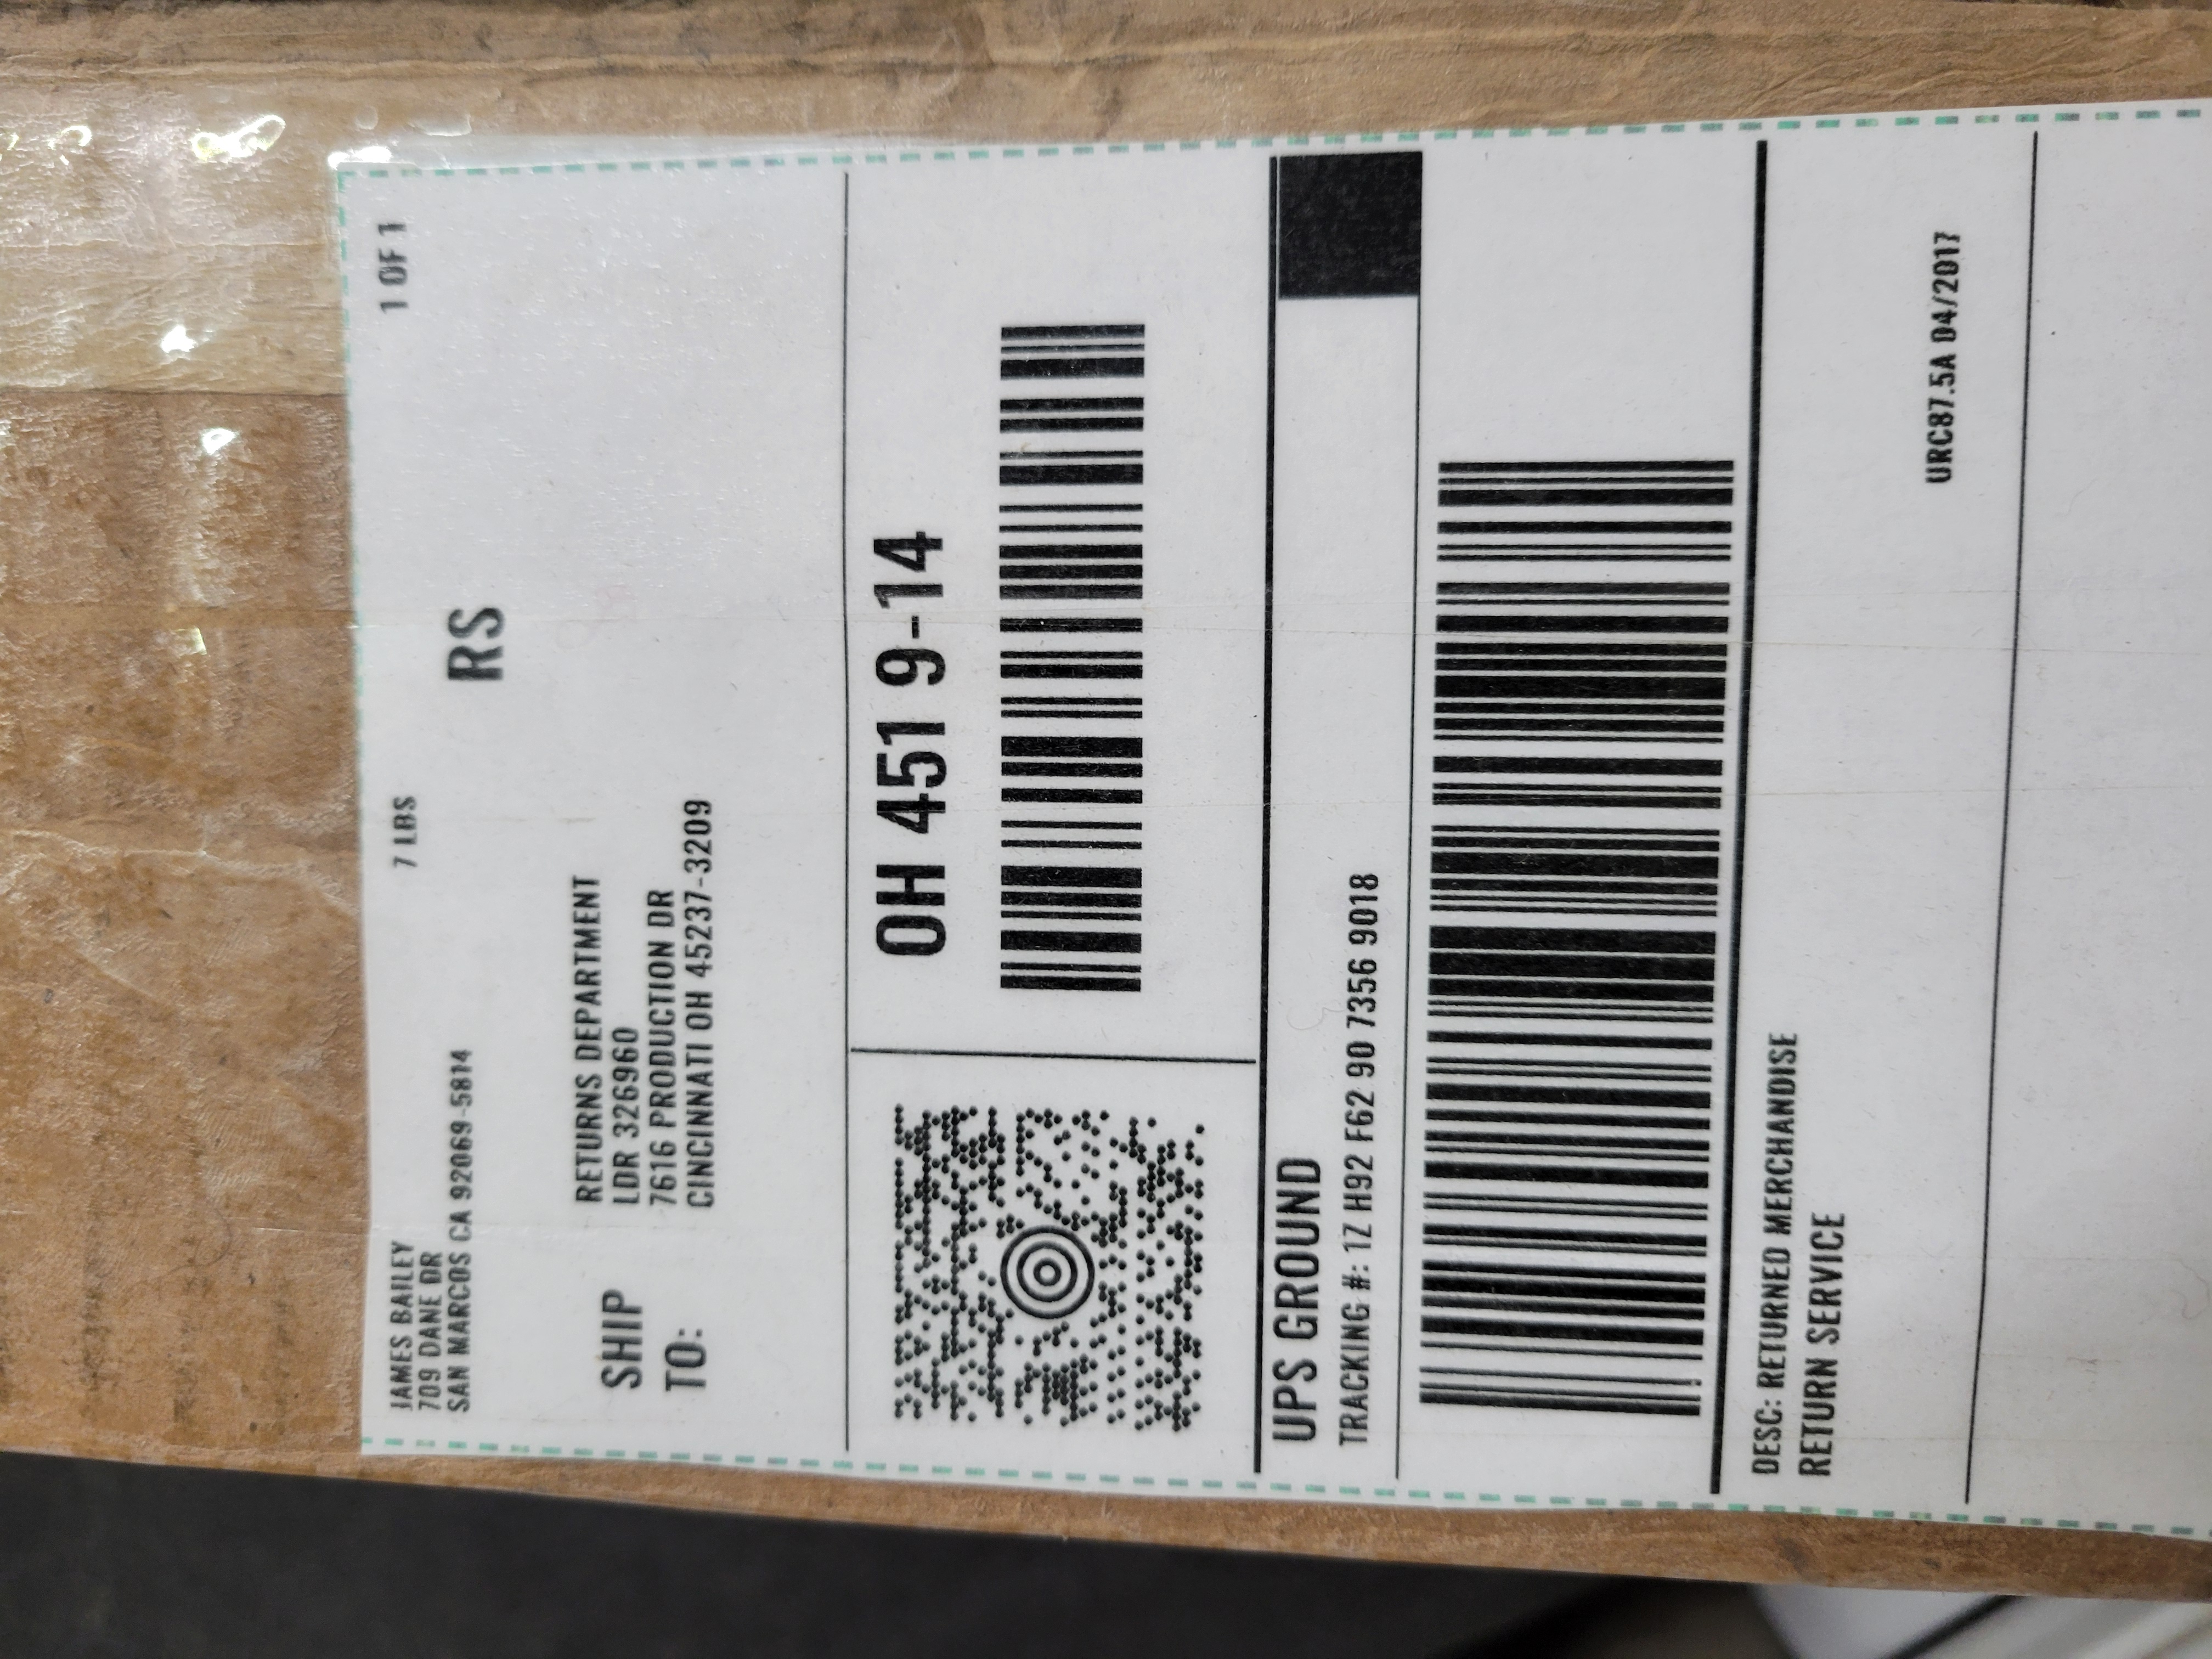 JAMES BAILEY
709 DANE DR
SAN MARCOS CA 92069-5814
7 LBS
1 OF 1
RS
SHIP
TO:
RETURNS DEPARTMENT
LDR 326960
7616 PRODUCTION DR
CINCINNATI OH 45237-3209
OH 451 9-14
UPS GROUND
TRACKING #: 1Z H92 F62 90 7356 9018
DESC: RETURNED MERCHANDISE
RETURN SERVICE
URC87.5A 04/2017